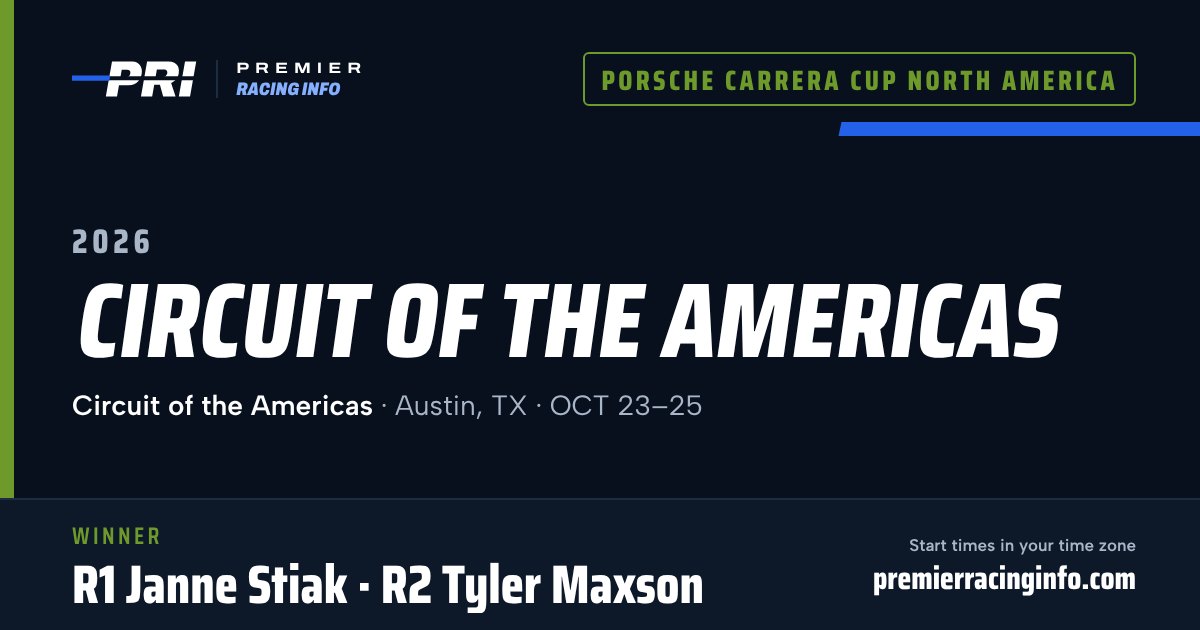 PRI
PREMIER
RACING INFO
PORSCHE CARRERA CUP NORTH AMERICA
2026
CIRCUIT OF THE AMERICAS
Circuit of the Americas · Austin, TX · OCT 23–25
WINNER
R1 Janne Stiak · R2 Tyler Maxson
Start times in your time zone
premierracinginfo.com